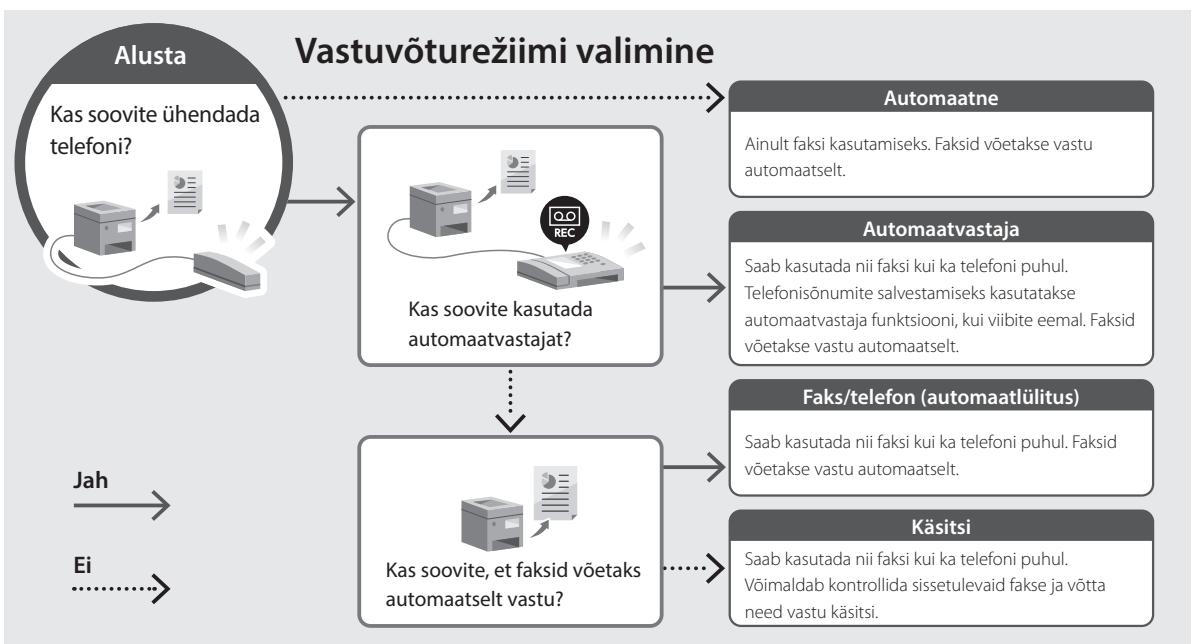 Vastuvõturežiimi valimine
Alusta
Kas soovite ühendada
telefoni?
REC
Kas soovite kasutada
automaatvastajat?
Kas soovite, et faksid võetaks
automaatselt vastu?
Jah
Ei
Automaatne
Ainult faksi kasutamiseks. Faksid võetakse vastu
automaatselt.
Automaatvastaja
Saab kasutada nii faksi kui ka telefoni puhul.
Telefonisõnumite salvestamiseks kasutatakse
automaatvastaja funktsiooni, kui viibite eemal. Faksid
võetakse vastu automaatselt.
Faks/telefon (automaatlülitus)
Saab kasutada nii faksi kui ka telefoni puhul. Faksid
võetakse vastu automaatselt.
Käsitsi
Saab kasutada nii faksi kui ka telefoni puhul.
Võimaldab kontrollida sissetulevaid fakse ja võtta
need vastu käsitsi.